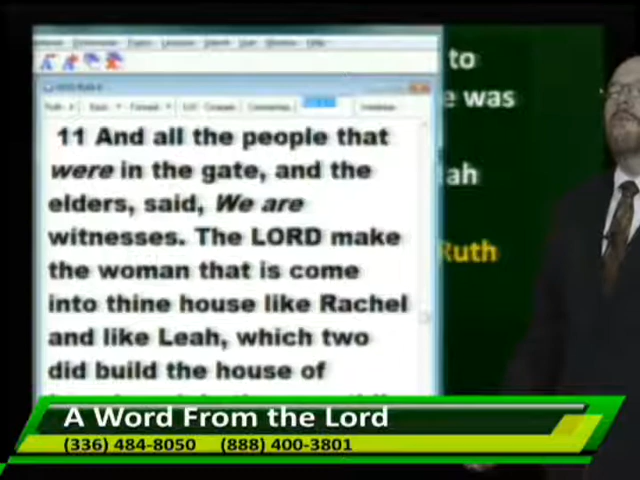 11 And all the people that
were in the gate, and the
elders, said, We are
witnesses. The LORD make
the woman that is come
into thine house like Rachel
and like Leah, which two
did build the house of
to
e was
ah
Ruth
A Word From the Lord
(336) 484-8050 (888) 400-3801